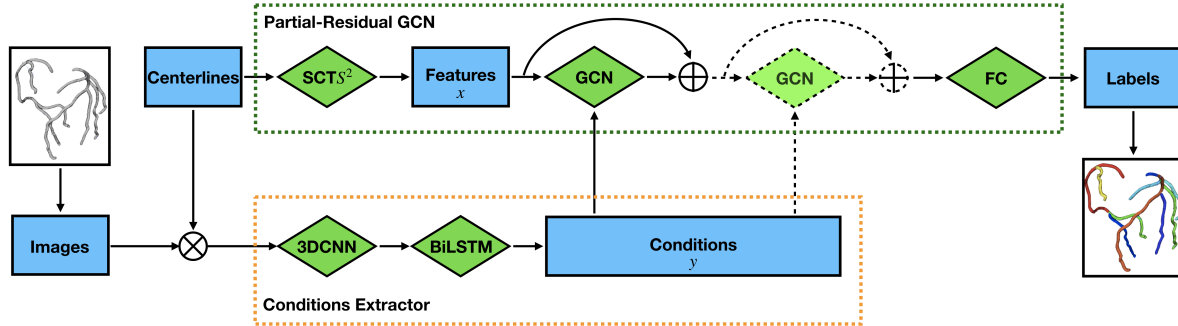 Partial-Residual GCN
Centerlines
SCTS²
Features
x
GCN
GCN
FC
Labels
Images
3DCNN
BiLSTM
Conditions
y
Conditions Extractor